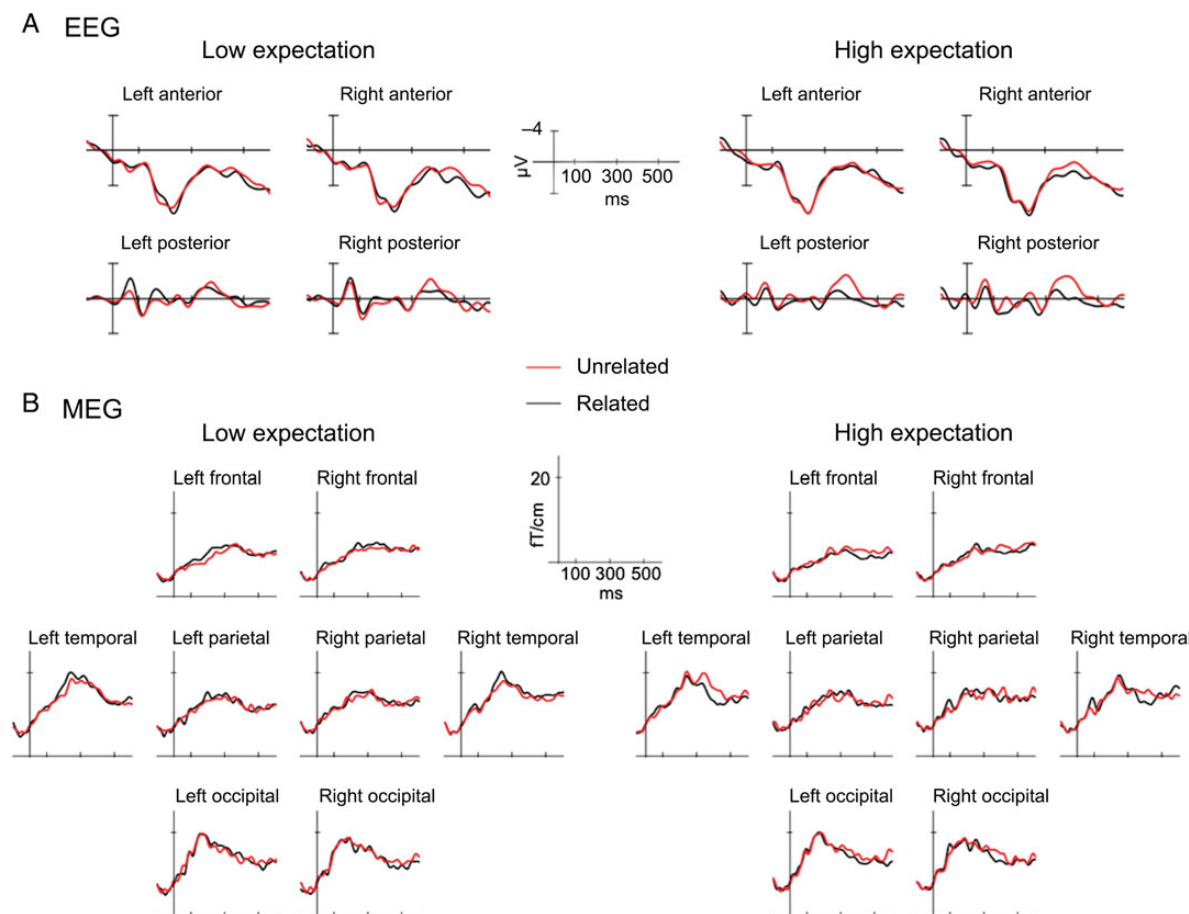 A EEG
Low expectation High expectation
Left anterior Right anterior Left anterior Right anterior
–4
µV
100 300 500
ms
Left posterior Right posterior Left posterior Right posterior
Unrelated
Related
B MEG
Low expectation High expectation
Left frontal Right frontal Left frontal Right frontal
20
fT/cm
100 300 500
ms
Left temporal Left parietal Right parietal Right temporal Left temporal Left parietal Right parietal Right temporal
Left occipital Right occipital Left occipital Right occipital